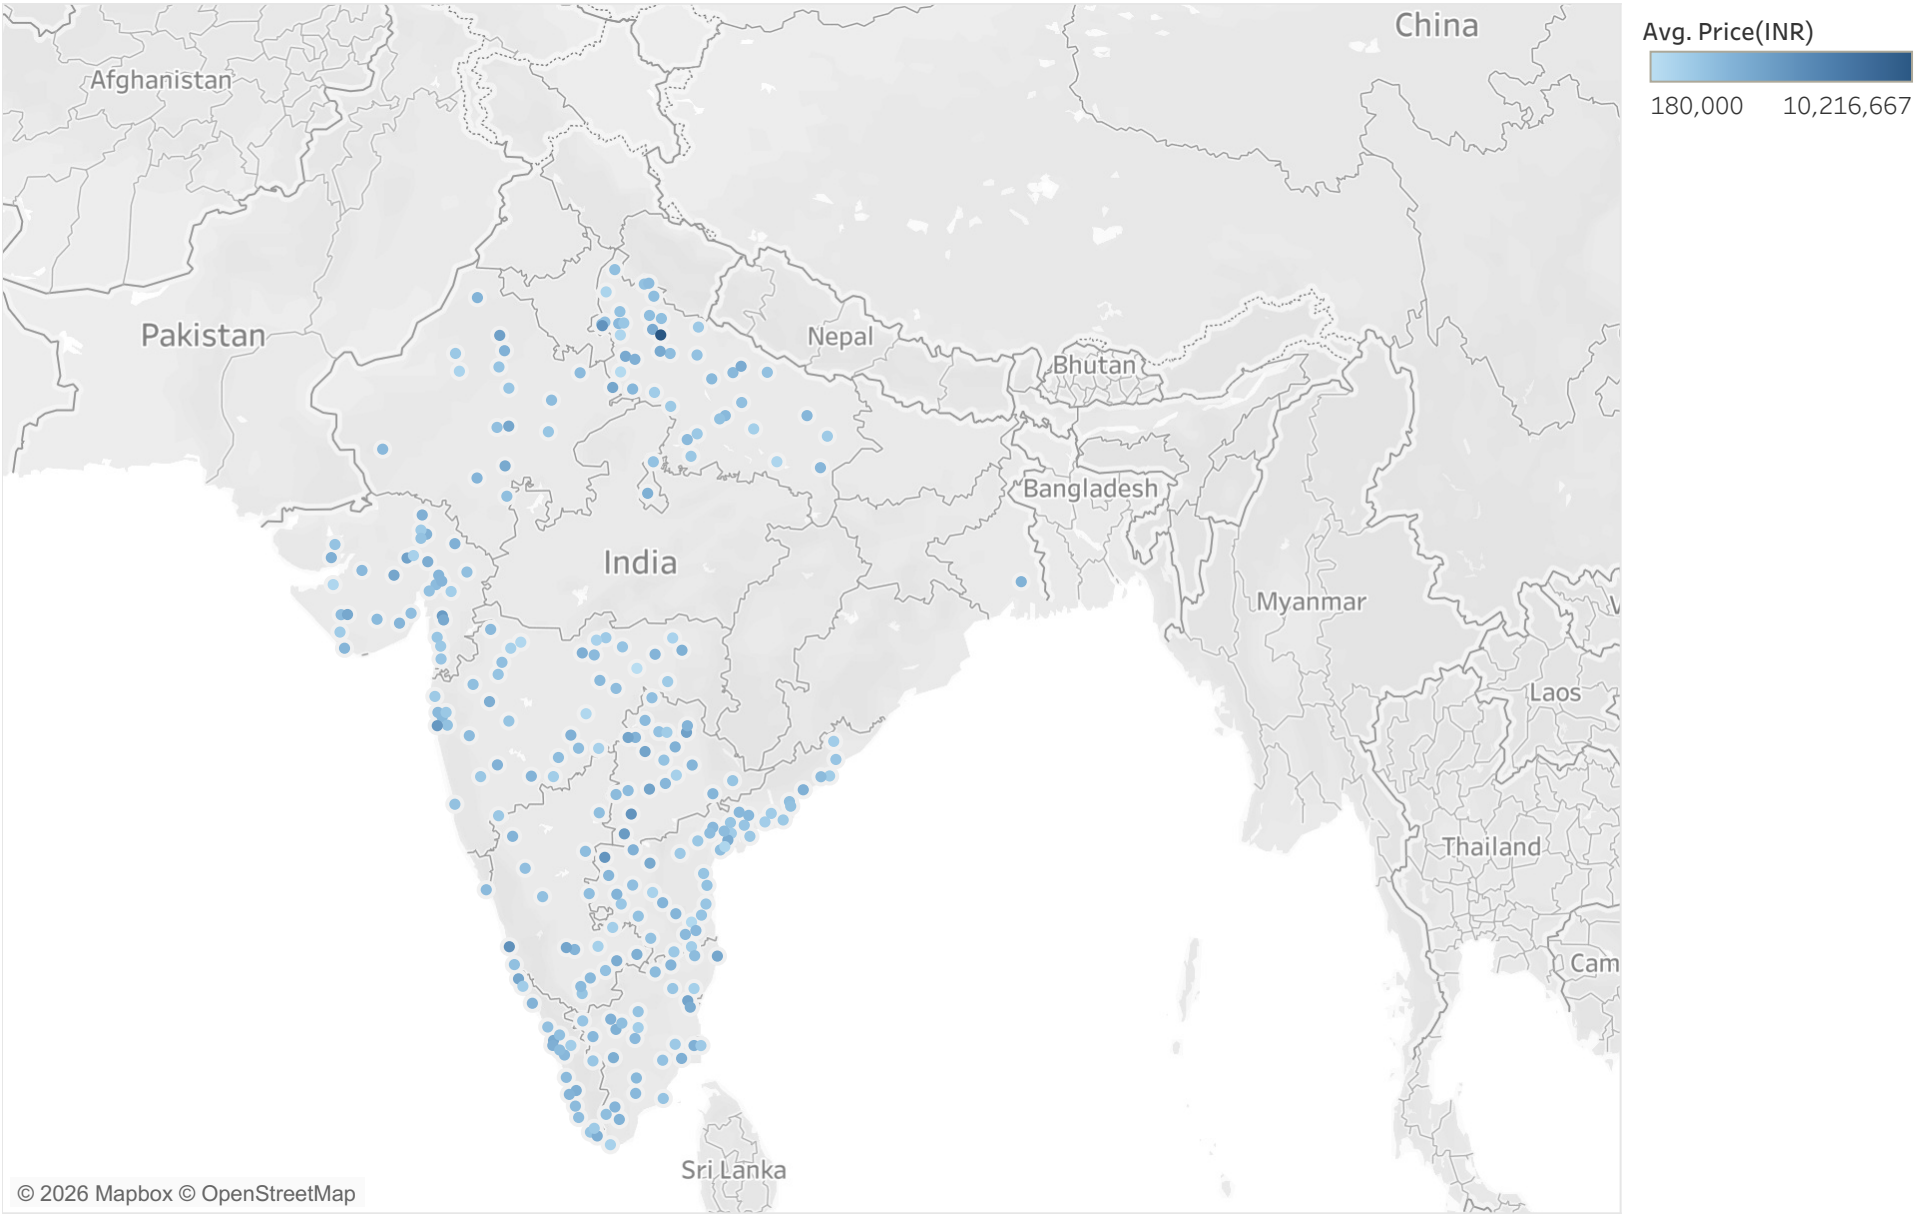 China
Afghanistan
Pakistan
Nepal
Bhutan
Bangladesh
India
Myanmar
Laos
Thailand
Cam
Sri Lanka
© 2026 Mapbox © OpenStreetMap
Avg. Price(INR)
180,000 10,216,667